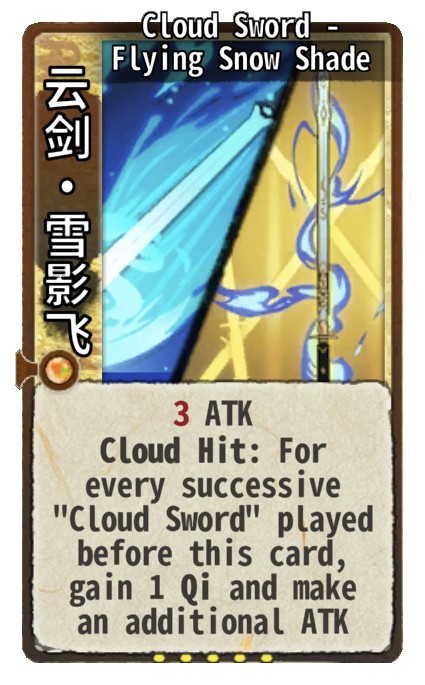 Cloud Sword -
Flying Snow Shade
云剑·雪影飞
3 ATK
Cloud Hit: For
every successive
"Cloud Sword" played
before this card,
gain 1 Qi and make
an additional ATK